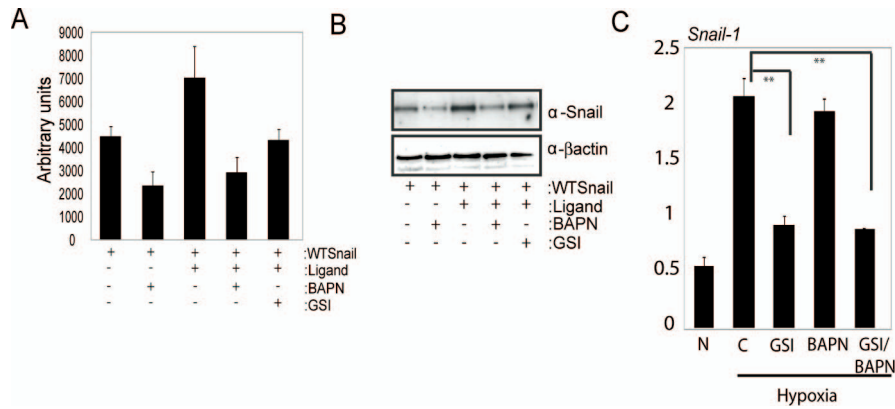 A
9000
8000
7000
6000
5000
4000
3000
2000
1000
0
Arbitrary units
+ + + + + :WTSnail
- - + + + :Ligand
- + - + - :BAPN
- - - - + :GSI
B
α-Snail
α-βactin
+ + + + + :WTSnail
- - + + + :Ligand
- + - + - :BAPN
- - - - + :GSI
C
Snail-1
2.5
2
1.5
1
0.5
0
**
**
N C GSI BAPN GSI/
BAPN
Hypoxia